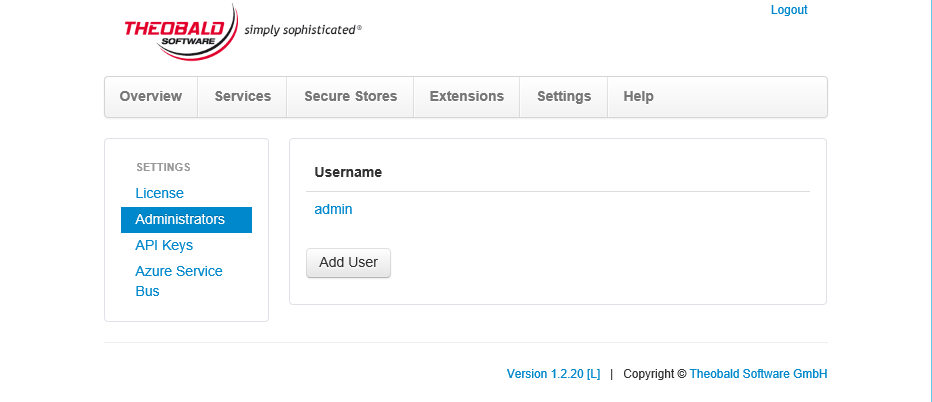 Logout
THEOBALD
SOFTWARE
simply sophisticated®
Overview Services Secure Stores Extensions Settings Help
SETTINGS
License
Administrators
API Keys
Azure Service
Bus
Username
admin
Add User
Version 1.2.20 [L] | Copyright © Theobald Software GmbH